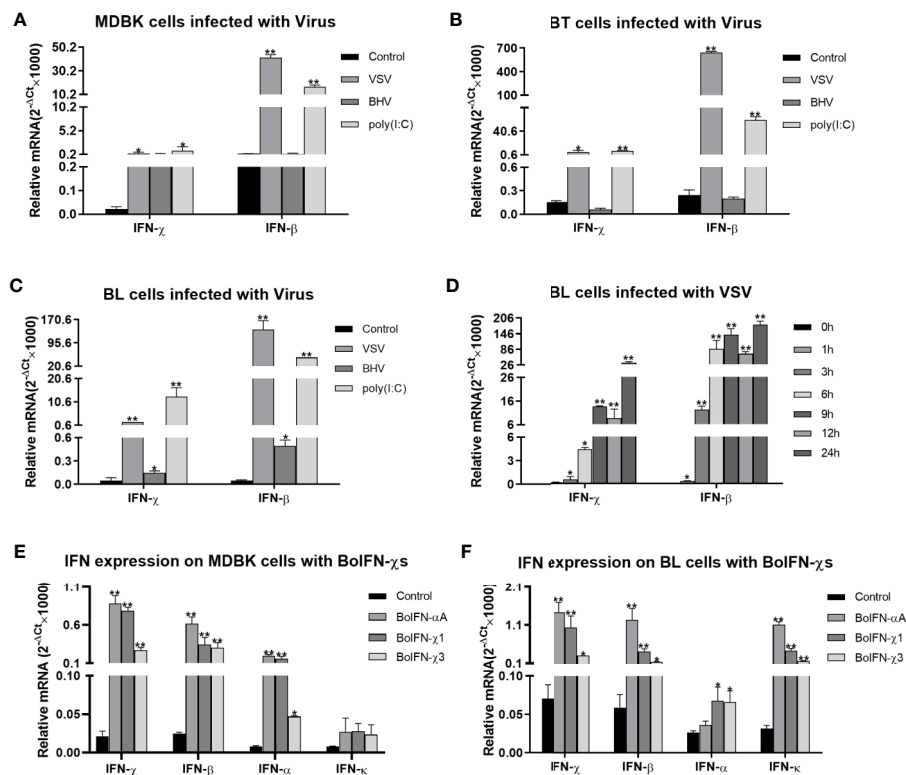 A
MDBK cells infected with Virus
Relative mRNA(2^-ΔCt×1000)
50.2
30.2
10.2
10.2
5.2
0.2
0.2
0.1
0.0
** ** * *
IFN-χ IFN-β
Control
VSV
BHV
poly(I:C)
B
BT cells infected with Virus
Relative mRNA(2^-ΔCt×1000)
700
500
300
100
40.6
0.6
0.6
0.3
0.0
** ** * **
IFN-χ IFN-β
Control
VSV
BHV
poly(I:C)
C
BL cells infected with Virus
Relative mRNA(2^-ΔCt×1000)
170.6
95.6
20.6
20.6
10.6
0.6
0.6
0.3
0.0
** * ** ** * **
IFN-χ IFN-β
Control
VSV
BHV
poly(I:C)
D
BL cells infected with VSV
Relative mRNA(2^-ΔCt×1000)
206
146
86
26
26
16
6
6
3
0
* * ** ** ** * ** ** ** ** **
IFN-χ IFN-β
0h
1h
3h
6h
9h
12h
24h
E
IFN expression on MDBK cells with BoIFN-χs
Relative mRNA (2^-ΔCt×1000)
1.1
0.6
0.1
0.10
0.05
0.00
** ** ** ** ** ** ** ** *
IFN-χ IFN-β IFN-α IFN-κ
Control
BoIFN-αA
BoIFN-χ1
BoIFN-χ3
F
IFN expression on BL cells with BoIFN-χs
Relative mRNA(2^-ΔCt×1000)
2.1
1.1
0.1
0.10
0.05
0.00
** ** * ** ** * * * ** ** **
IFN-χ IFN-β IFN-α IFN-κ
Control
BoIFN-αA
BoIFN-χ1
BoIFN-χ3